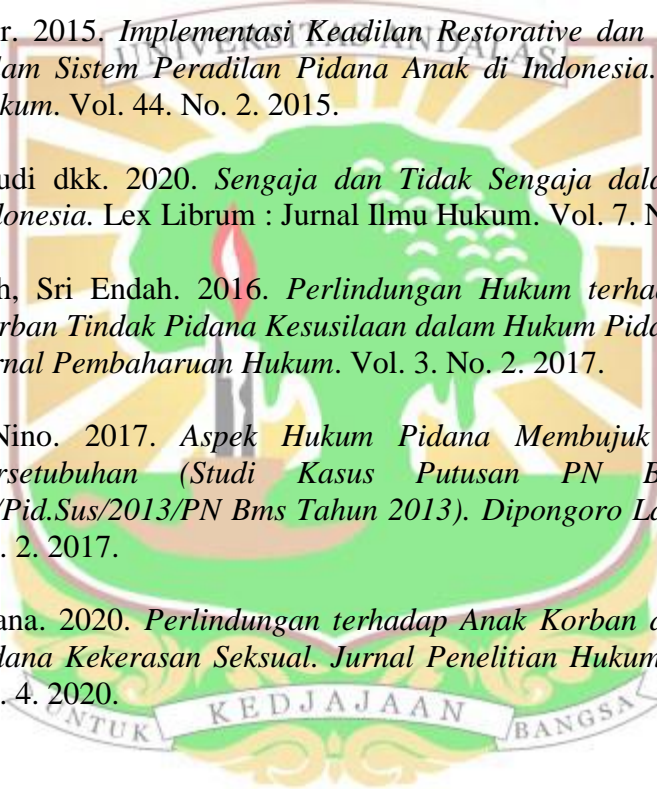 UNIVERSITAS ANDALAS
r. 2015. Implementasi Keadilan Restorative dan
lam Sistem Peradilan Pidana Anak di Indonesia.
kum. Vol. 44. No. 2. 2015.
udi dkk. 2020. Sengaja dan Tidak Sengaja dala
donesia. Lex Librum : Jurnal Ilmu Hukum. Vol. 7. N
h, Sri Endah. 2016. Perlindungan Hukum terhad
rban Tindak Pidana Kesusilaan dalam Hukum Pida
rnal Pembaharuan Hukum. Vol. 3. No. 2. 2017.
Nino. 2017. Aspek Hukum Pidana Membujuk
rsetubuhan (Studi Kasus Putusan PN B
/Pid.Sus/2013/PN Bms Tahun 2013). Dipongoro La
. 2. 2017.
ana. 2020. Perlindungan terhadap Anak Korban d
dana Kekerasan Seksual. Jurnal Penelitian Hukum
. 4. 2020.
UNTUK KEDJAJAAN BANGSA